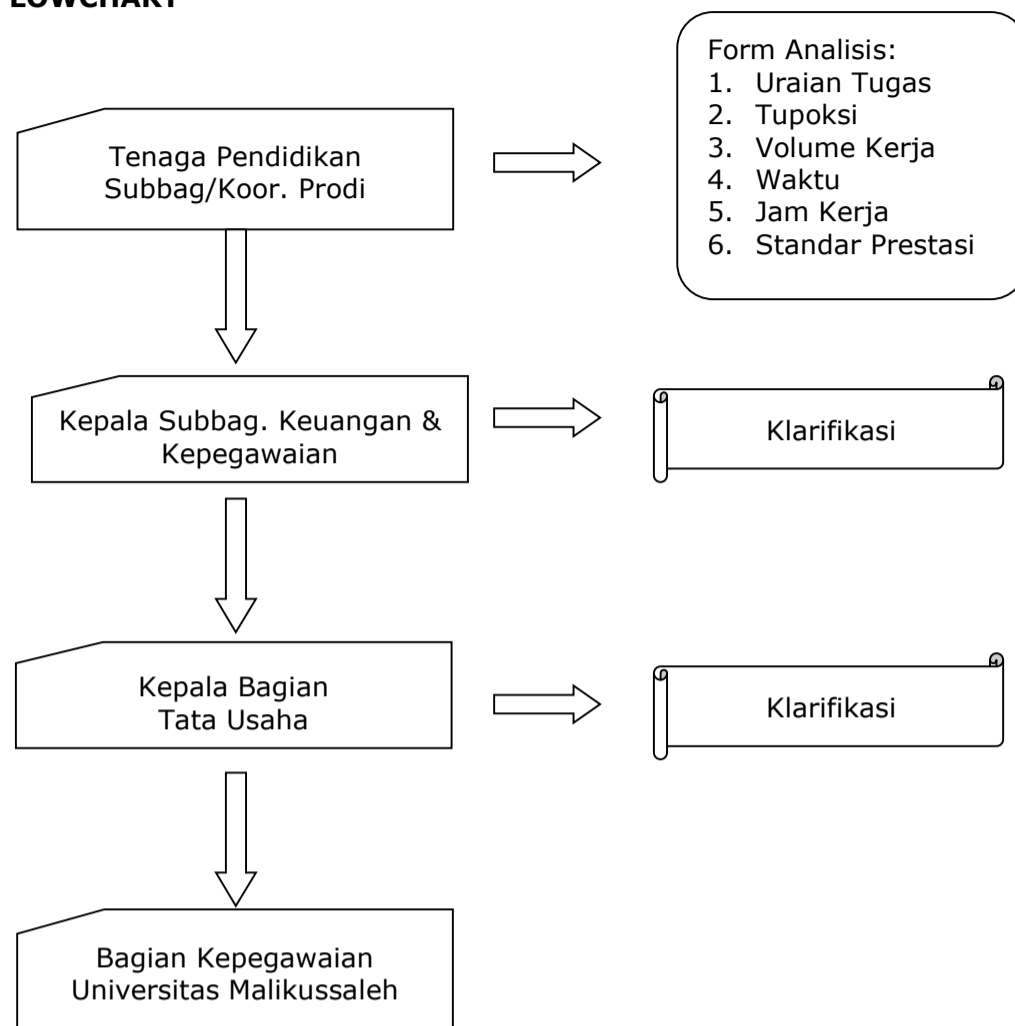 LOWCHART
Form Analisis:
1. Uraian Tugas
2. Tupoksi
3. Volume Kerja
4. Waktu
5. Jam Kerja
6. Standar Prestasi
Tenaga Pendidikan
Subbag/Koor. Prodi
Kepala Subbag. Keuangan &
Kepegawaian
Klarifikasi
Kepala Bagian
Tata Usaha
Klarifikasi
Bagian Kepegawaian
Universitas Malikussaleh